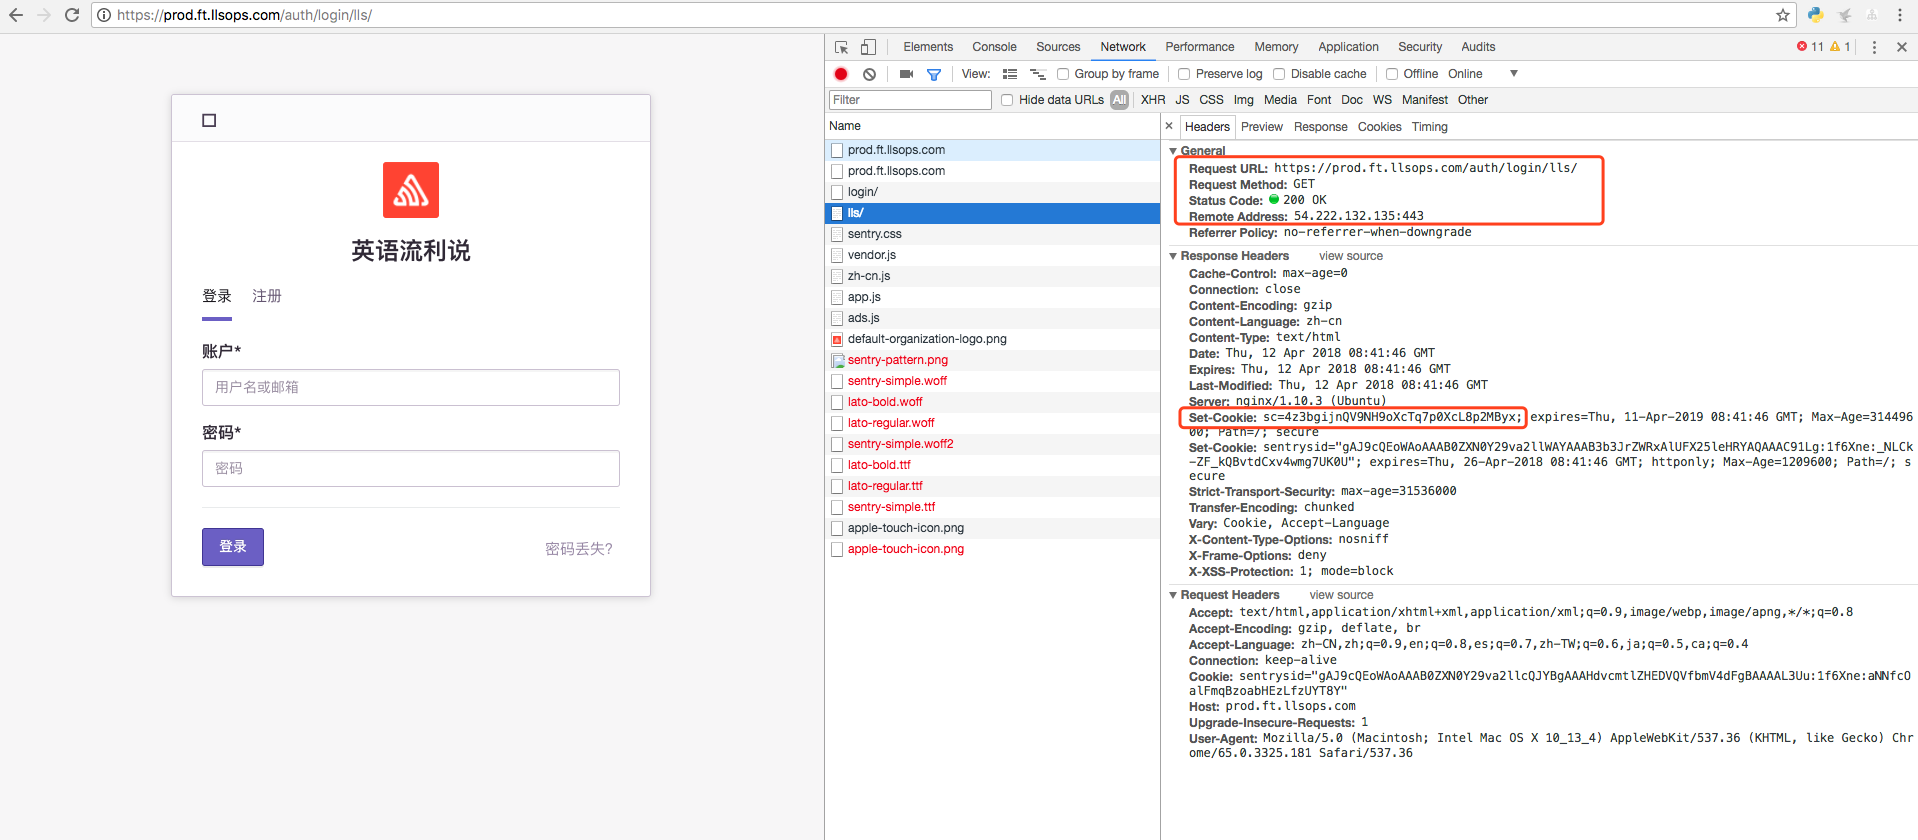 https://prod.ft.llsops.com/auth/login/lls/
英语流利说
登录 注册
账户*
用户名或邮箱
密码*
密码
登录
密码丢失?
Elements Console Sources Network Performance Memory Application Security Audits 11 1
View: Group by frame Preserve log Disable cache Offline Online
Filter Hide data URLs All XHR JS CSS Img Media Font Doc WS Manifest Other
Name
prod.ft.llsops.com
prod.ft.llsops.com
login/
lls/
sentry.css
vendor.js
zh-cn.js
app.js
ads.js
default-organization-logo.png
sentry-pattern.png
sentry-simple.woff
lato-bold.woff
lato-regular.woff
sentry-simple.woff2
lato-bold.ttf
lato-regular.ttf
sentry-simple.ttf
apple-touch-icon.png
apple-touch-icon.png
Headers Preview Response Cookies Timing
General
Request URL: https://prod.ft.llsops.com/auth/login/lls/
Request Method: GET
Status Code: 200 OK
Remote Address: 54.222.132.135:443
Referrer Policy: no-referrer-when-downgrade
Response Headers view source
Cache-Control: max-age=0
Connection: close
Content-Encoding: gzip
Content-Language: zh-cn
Content-Type: text/html
Date: Thu, 12 Apr 2018 08:41:46 GMT
Expires: Thu, 12 Apr 2018 08:41:46 GMT
Last-Modified: Thu, 12 Apr 2018 08:41:46 GMT
Server: nginx/1.10.3 (Ubuntu)
Set-Cookie: sc=4z3bgijnQV9NH9oXcTq7p0XcL8p2MByx; expires=Thu, 11-Apr-2019 08:41:46 GMT; Max-Age=314496
00; Path=/; secure
Set-Cookie: sentrysid="gAJ9cQEoWAoAAAB0ZXN0Y29va2llWAYAAAB3b3JrZWRxAlUFX25leHRYAQAAAC91Lg:1f6Xne:_NLCk
-ZF_kQBvtdCxv4wmg7UK0U"; expires=Thu, 26-Apr-2018 08:41:46 GMT; httponly; Max-Age=1209600; Path=/; s
ecure
Strict-Transport-Security: max-age=31536000
Transfer-Encoding: chunked
Vary: Cookie, Accept-Language
X-Content-Type-Options: nosniff
X-Frame-Options: deny
X-XSS-Protection: 1; mode=block
Request Headers view source
Accept: text/html,application/xhtml+xml,application/xml;q=0.9,image/webp,image/apng,*/*;q=0.8
Accept-Encoding: gzip, deflate, br
Accept-Language: zh-CN,zh;q=0.9,en;q=0.8,es;q=0.7,zh-TW;q=0.6,ja;q=0.5,ca;q=0.4
Connection: keep-alive
Cookie: sentrysid="gAJ9cQEoWAoAAAB0ZXN0Y29va2llcQJYBgAAAHdvcmtlZHEDVQVfbmV4dFgBAAAAL3Uu:1f6Xne:aNNfcO
alFmqBzoabHEzLfzUYT8Y"
Host: prod.ft.llsops.com
Upgrade-Insecure-Requests: 1
User-Agent: Mozilla/5.0 (Macintosh; Intel Mac OS X 10_13_4) AppleWebKit/537.36 (KHTML, like Gecko) Chr
ome/65.0.3325.181 Safari/537.36